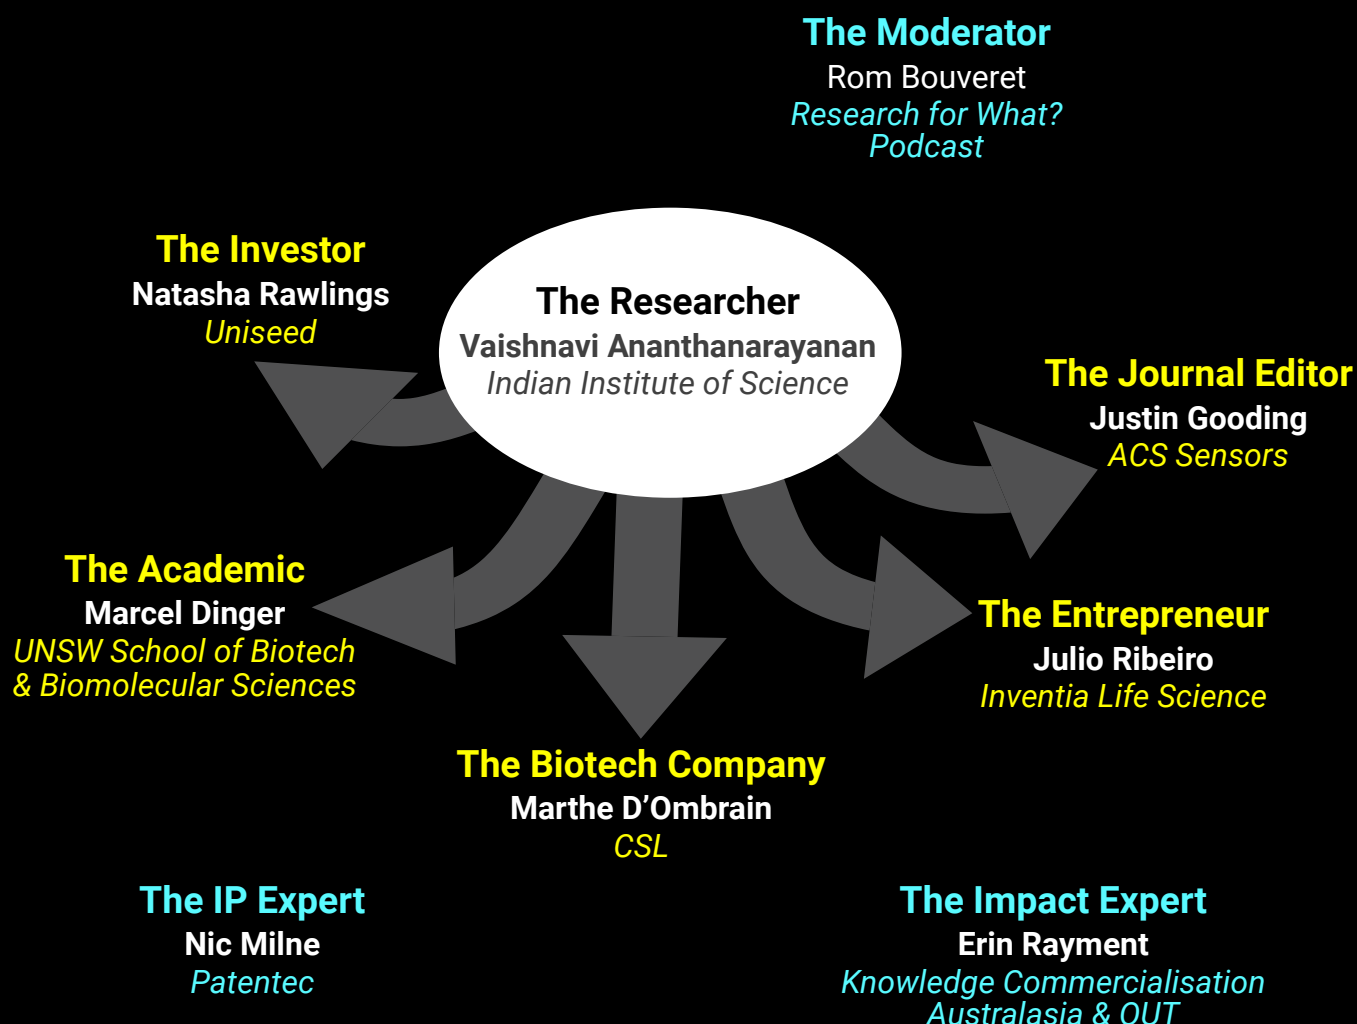 The Moderator
Rom Bouveret
Research for What?
Podcast
The Investor
Natasha Rawlings
Uniseed
The Researcher
Vaishnavi Ananthanarayanan
Indian Institute of Science
The Journal Editor
Justin Gooding
ACS Sensors
The Academic
Marcel Dinger
UNSW School of Biotech
& Biomolecular Sciences
The Entrepreneur
Julio Ribeiro
Inventia Life Science
The Biotech Company
Marthe D’Ombrain
CSL
The IP Expert
Nic Milne
Patentec
The Impact Expert
Erin Rayment
Knowledge Commercialisation
Australasia & QUT